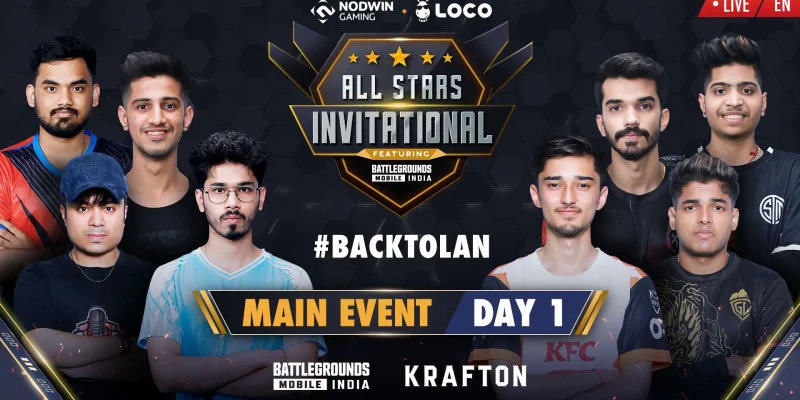 NODWIN GAMING • LOCO
• LIVE / EN
ALL STARS
INVITATIONAL
FEATURING
BATTLEGROUNDS
MOBILE INDIA
#BACKTOLAN
MAIN EVENT DAY 1
KFC
BATTLEGROUNDS
MOBILE INDIA
KRAFTON